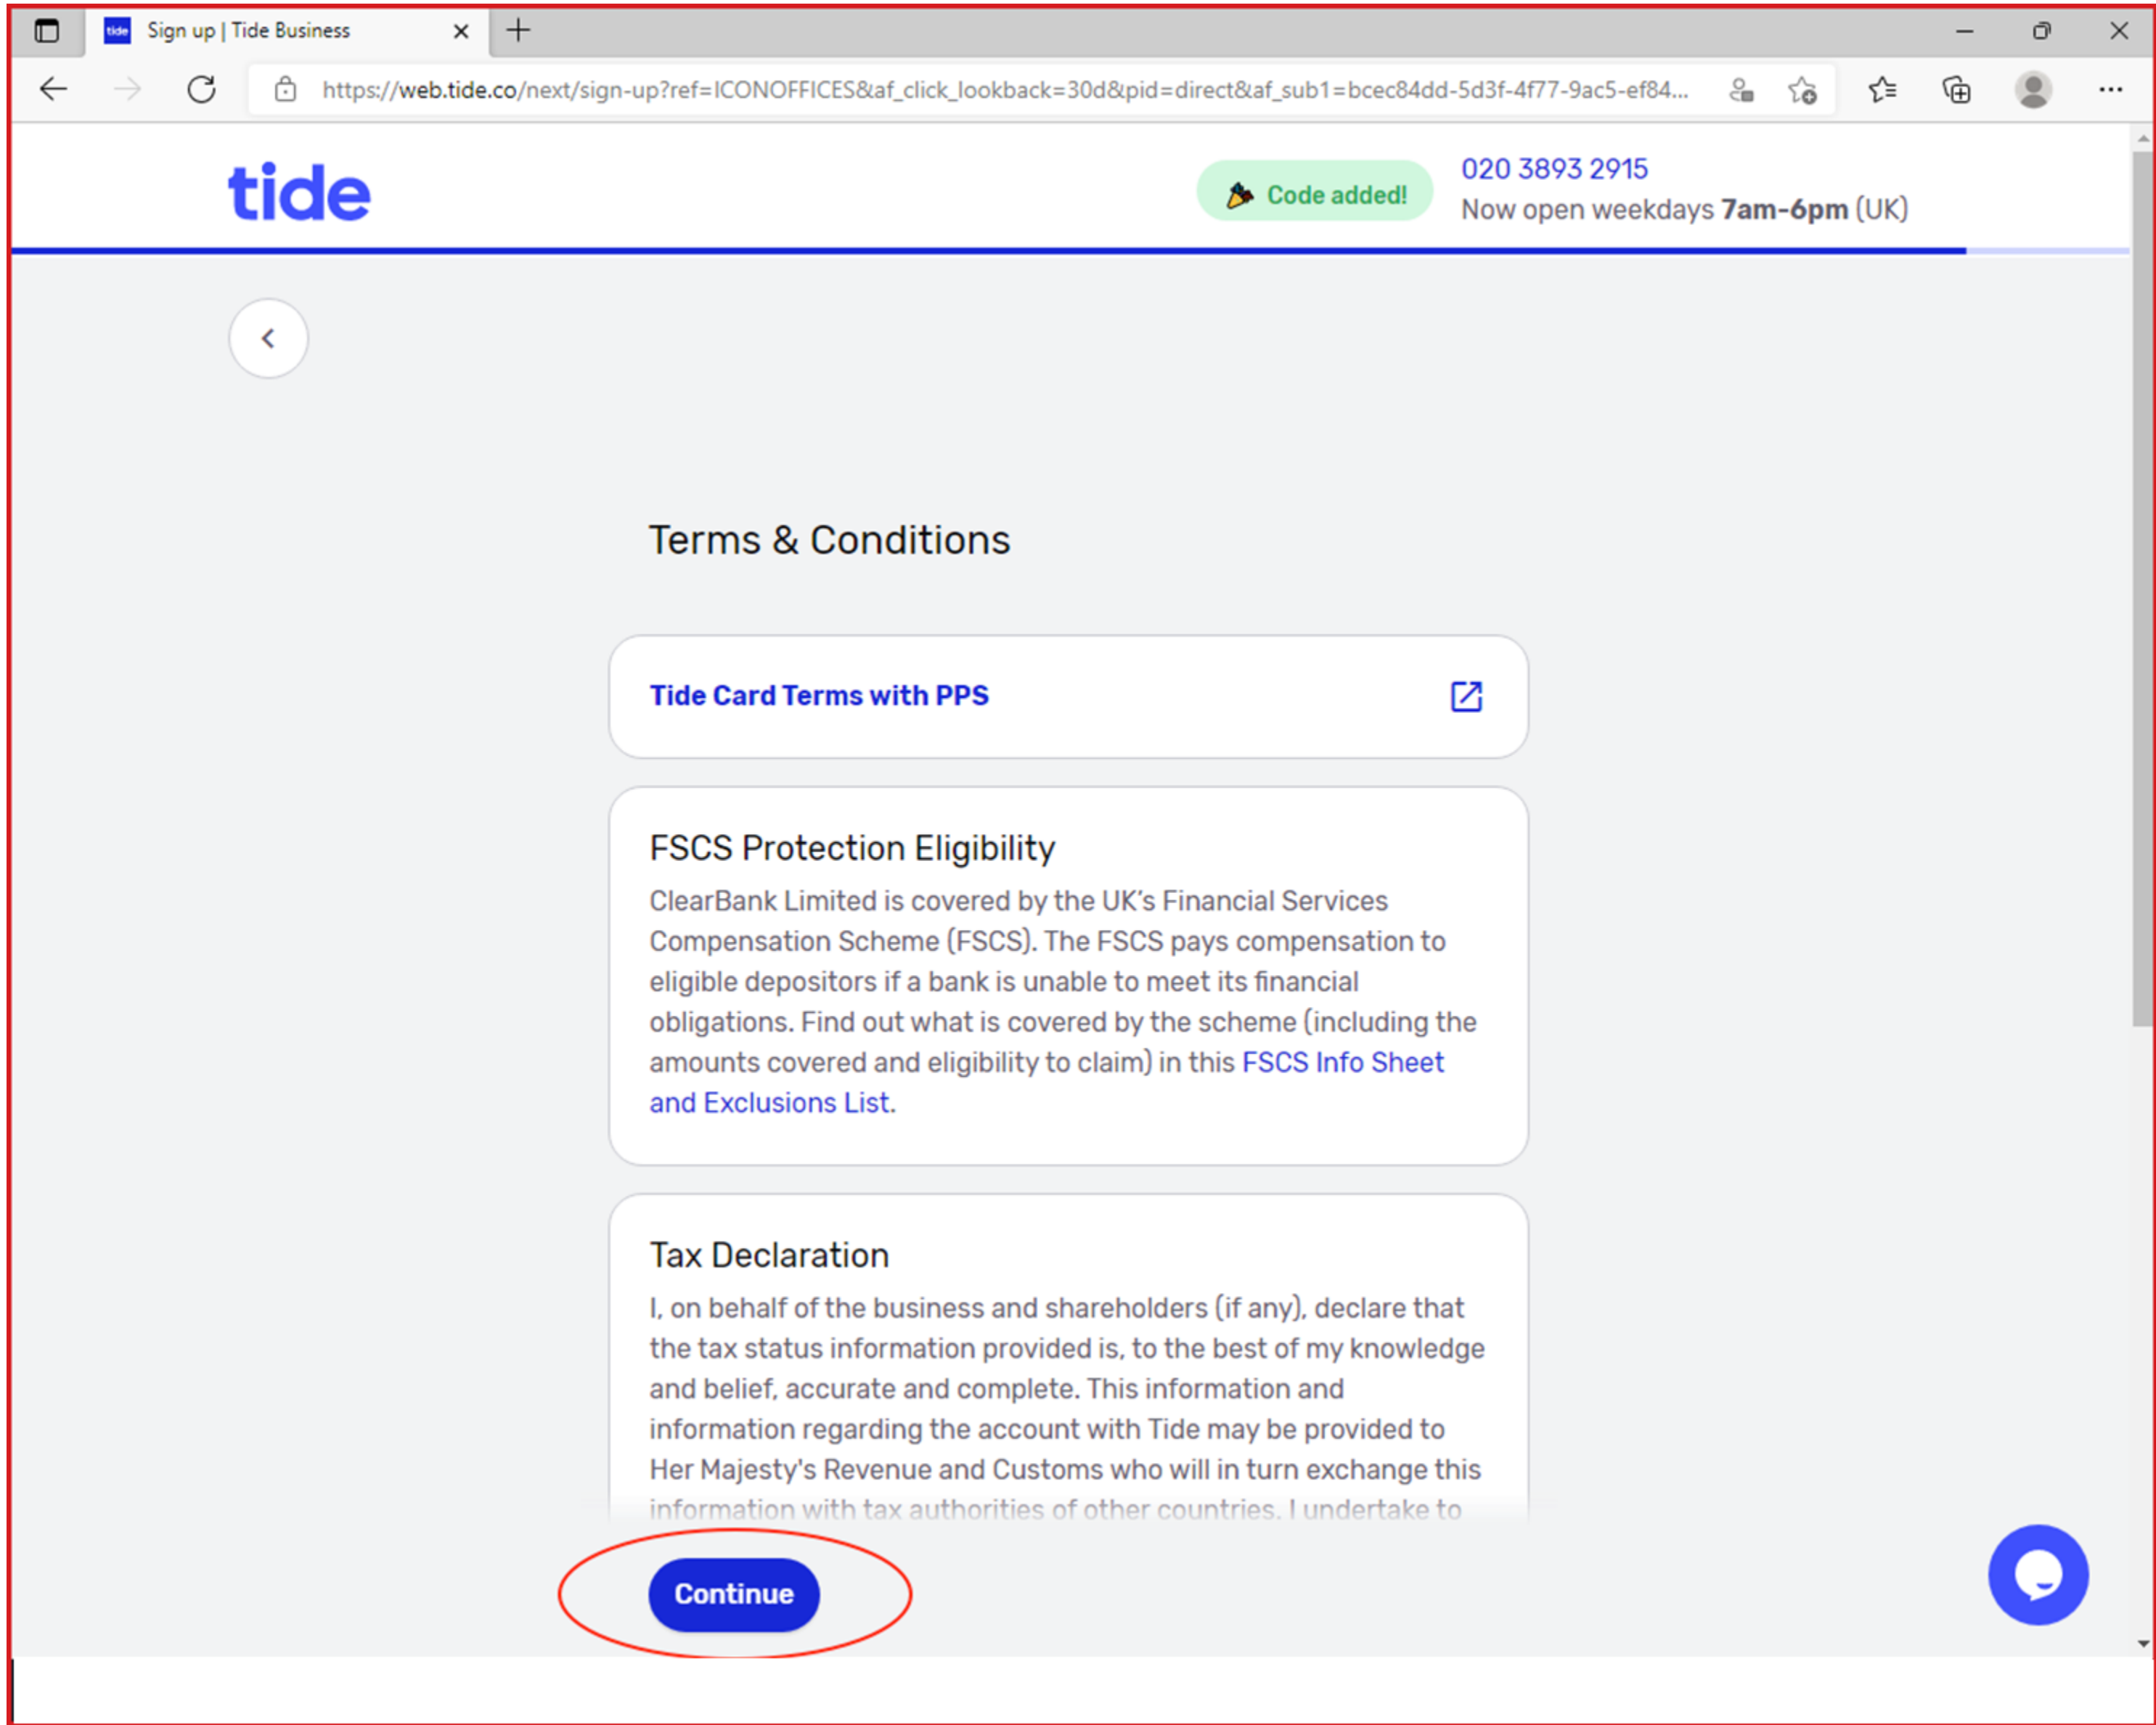 tide Sign up | Tide Business
https://web.tide.co/next/sign-up?ref=ICONOFFICES&af_click_lookback=30d&pid=direct&af_sub1=bcec84dd-5d3f-4f77-9ac5-ef84...
tide
Code added!
020 3893 2915
Now open weekdays 7am-6pm (UK)
Terms & Conditions
Tide Card Terms with PPS
FSCS Protection Eligibility
ClearBank Limited is covered by the UK’s Financial Services
Compensation Scheme (FSCS). The FSCS pays compensation to
eligible depositors if a bank is unable to meet its financial
obligations. Find out what is covered by the scheme (including the
amounts covered and eligibility to claim) in this FSCS Info Sheet
and Exclusions List.
Tax Declaration
I, on behalf of the business and shareholders (if any), declare that
the tax status information provided is, to the best of my knowledge
and belief, accurate and complete. This information and
information regarding the account with Tide may be provided to
Her Majesty's Revenue and Customs who will in turn exchange this
information with tax authorities of other countries. I undertake to
Continue